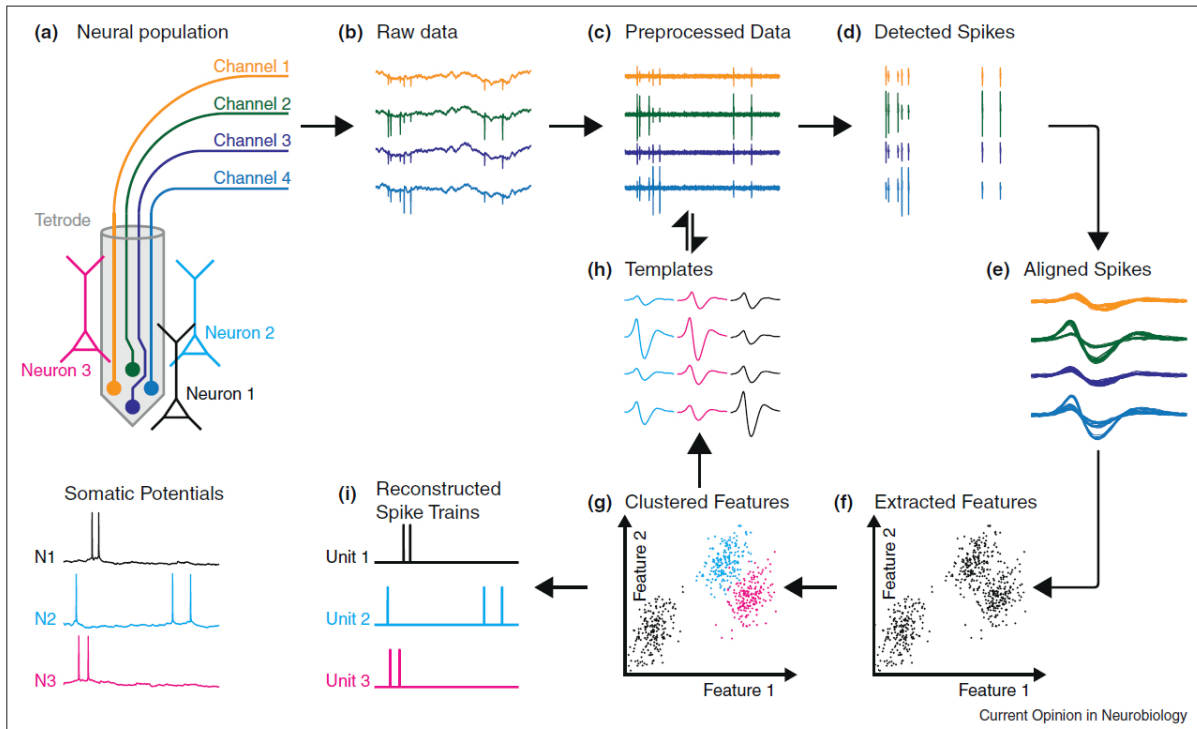 (a) Neural population
Channel 1
Channel 2
Channel 3
Channel 4
Tetrode
Neuron 3
Neuron 2
Neuron 1
(b) Raw data
(c) Preprocessed Data
(d) Detected Spikes
(h) Templates
(e) Aligned Spikes
Somatic Potentials
N1
N2
N3
(i) Reconstructed
Spike Trains
Unit 1
Unit 2
Unit 3
(g) Clustered Features
Feature 2
Feature 1
(f) Extracted Features
Feature 2
Feature 1
Current Opinion in Neurobiology